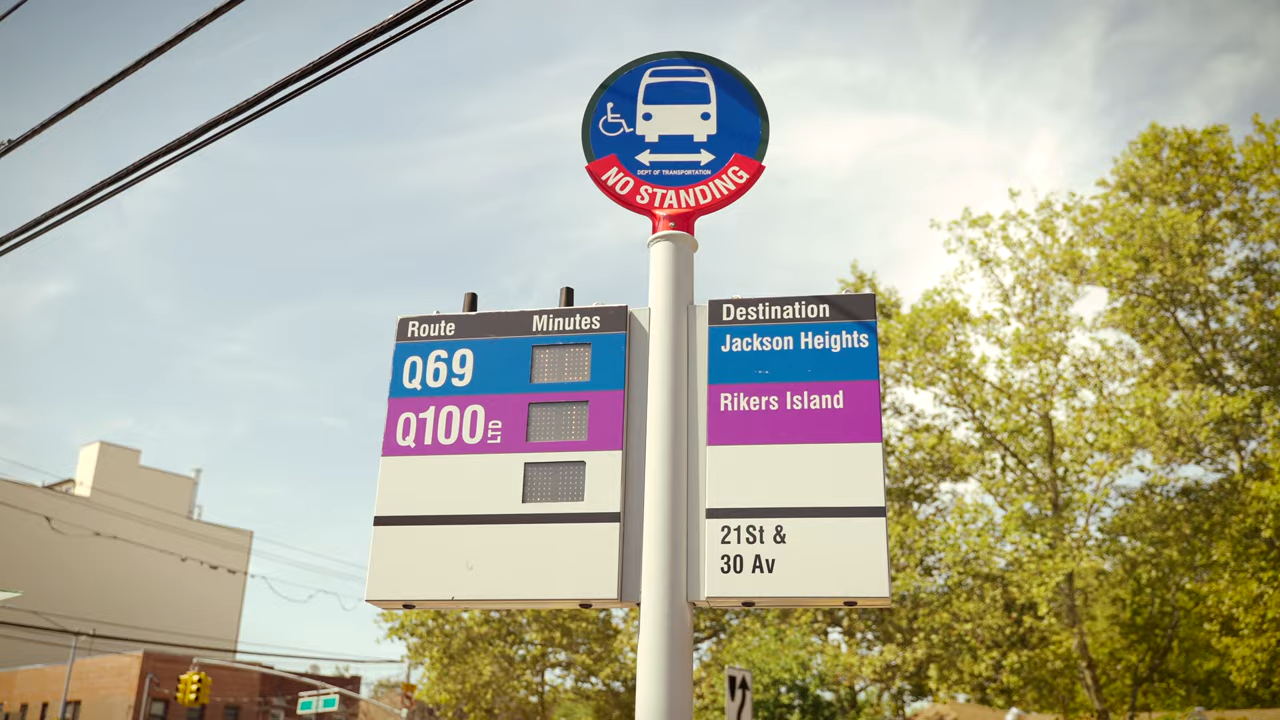 DEPT OF TRANSPORTATION
NO STANDING
Route Minutes
Q69
Q100 LTD
Destination
Jackson Heights
Rikers Island
21St &
30 Av